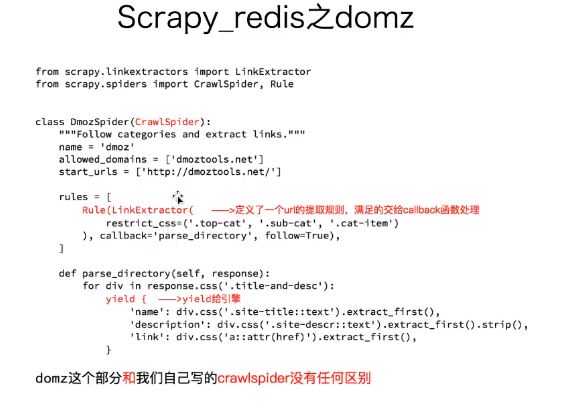 Scrapy_redis之domz
from scrapy.linkextractors import LinkExtractor
from scrapy.spiders import CrawlSpider, Rule
class DmozSpider(CrawlSpider):
    """Follow categories and extract links."""
    name = 'dmoz'
    allowed_domains = ['dmoztools.net']
    start_urls = ['http://dmoztools.net/']
    rules = [
        Rule(LinkExtractor(   ——>定义了一个url的提取规则，满足的交给callback函数处理
            restrict_css=('.top-cat', '.sub-cat', '.cat-item')
        ), callback='parse_directory', follow=True),
    ]
    def parse_directory(self, response):
        for div in response.css('.title-and-desc'):
            yield {  ——>yield给引擎
                'name': div.css('.site-title::text').extract_first(),
                'description': div.css('.site-descr::text').extract_first().strip(),
                'link': div.css('a::attr(href)').extract_first(),
            }
domz这个部分和我们自己写的crawlspider没有任何区别